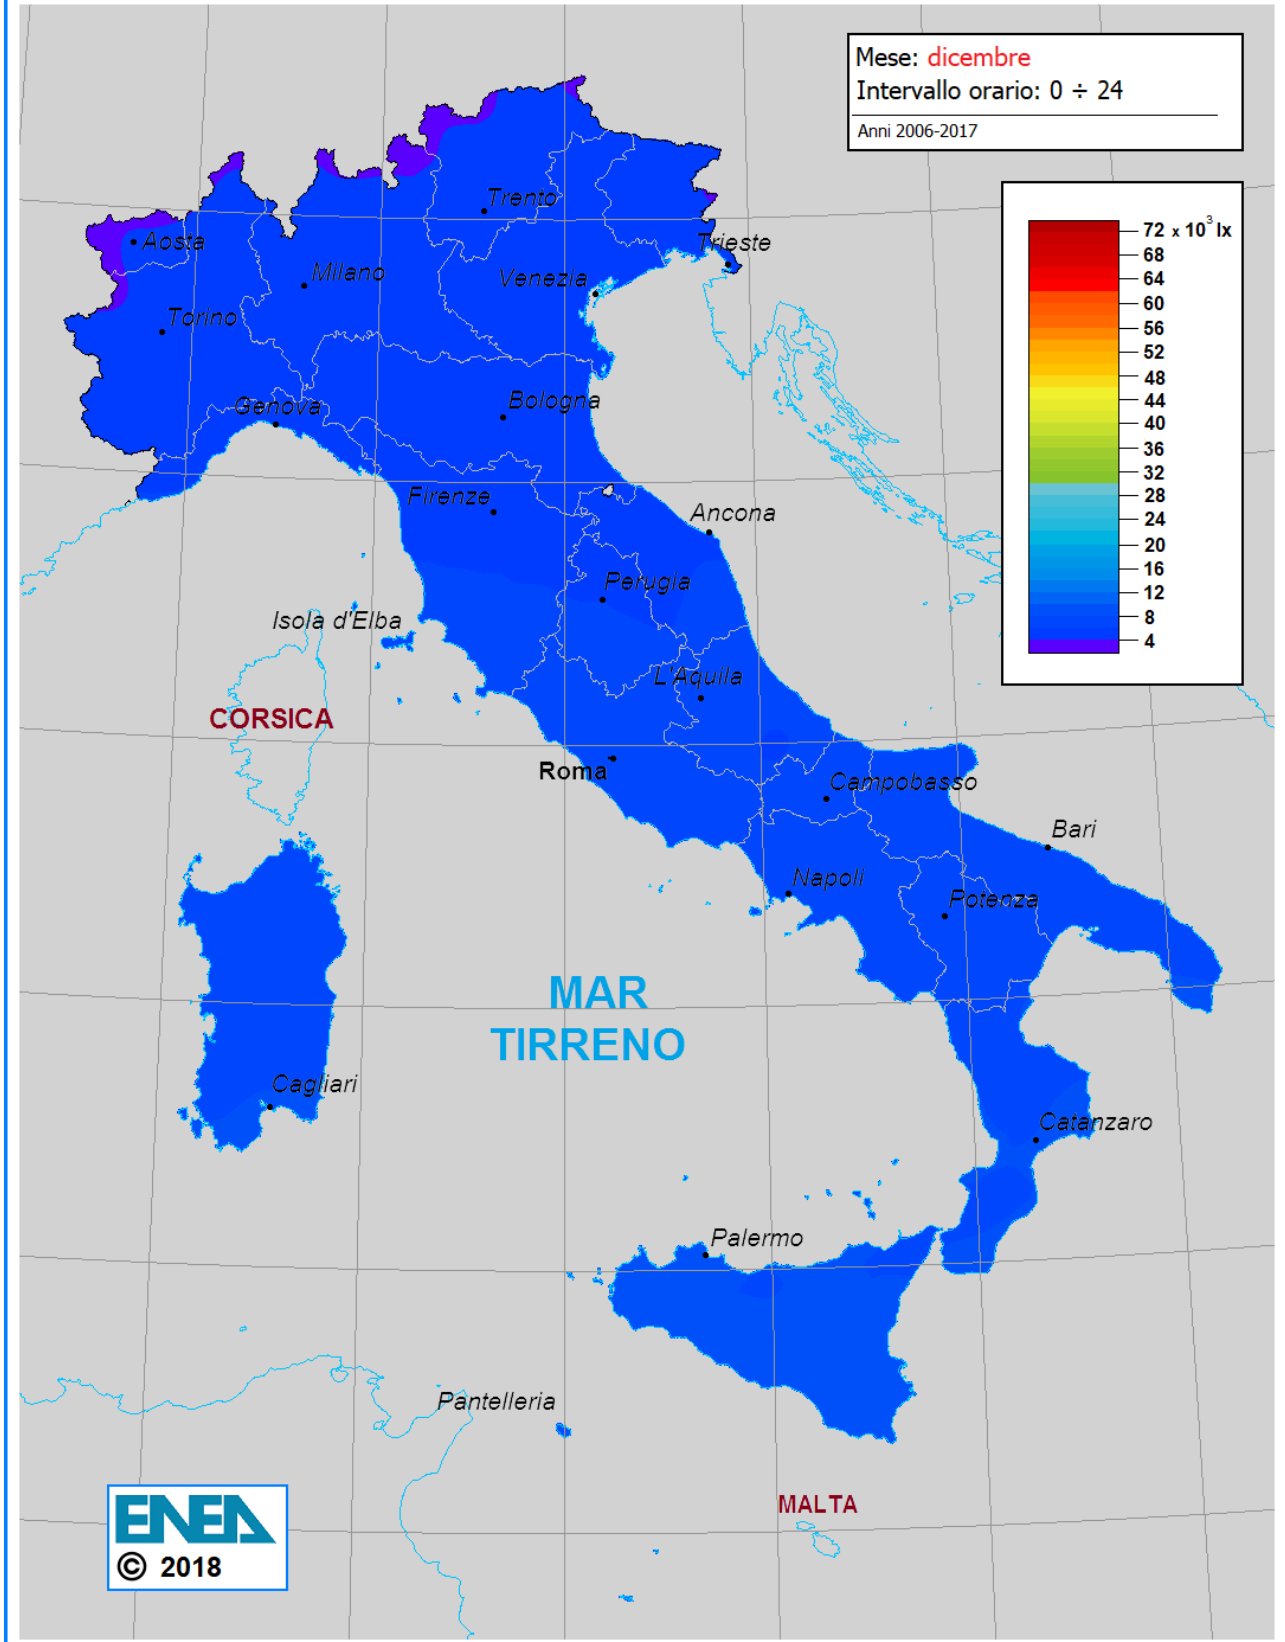 Mese: dicembre
Intervallo orario: 0 ÷ 24
Anni 2006-2017
72 x 10³ lx
68
64
60
56
52
48
44
40
36
32
28
24
20
16
12
8
4
Trento
Aosta
Trieste
Milano
Venezia
Torino
Genova
Bologna
Firenze
Ancona
Perugia
Isola d'Elba
L'Aquila
CORSICA
Roma
Campobasso
Bari
Napoli
Potenza
MAR
TIRRENO
Cagliari
Catanzaro
Palermo
Pantelleria
MALTA
ENEA
© 2018